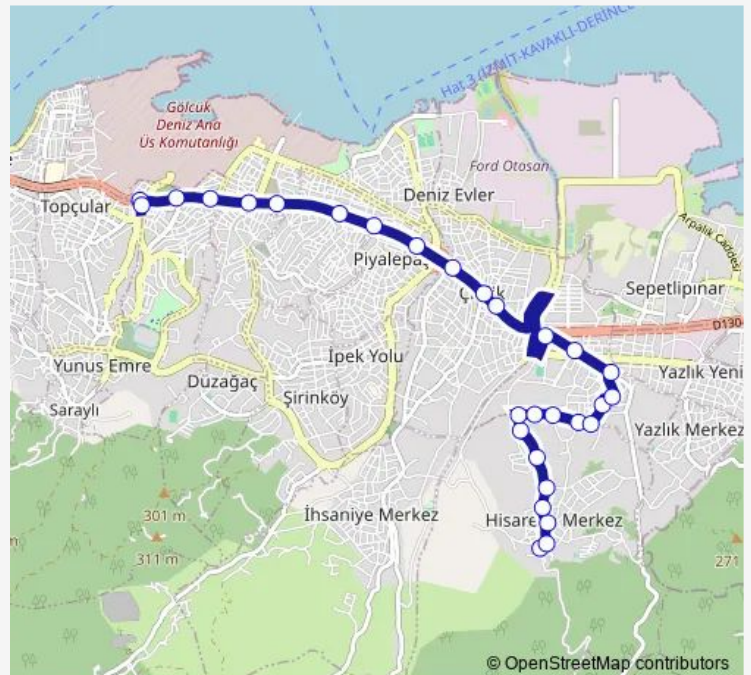 Hat 3 (İZMİT-KAVAKLI-DERİNCE
Gölcük
Deniz Ana
Üs Komutanlığı
Ford Otosan
Deniz Evler
Topçular
Arpalık Caddesi
Piyalepaş
Sepetlipınar
D130
İpek Yolu
Yunus Emre
Düzağaç
Yazlık Yeni
Şirinköy
Saraylı
Yazlık Merkez
301 m
İhsaniye Merkez
Hisare
Merkez
311 m
271
© OpenStreetMap contributors